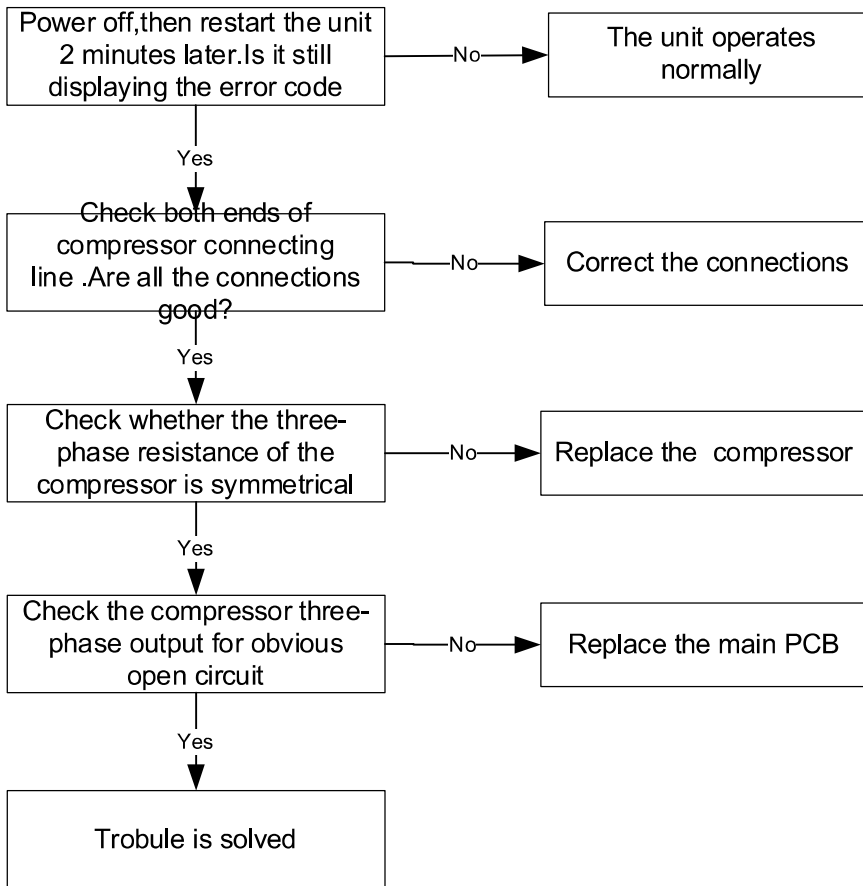 Power off,then restart the unit
2 minutes later.Is it still
displaying the error code
No
The unit operates
normally
Yes
Check both ends of
compressor connecting
line .Are all the connections
good?
No
Correct the connections
Yes
Check whether the three-
phase resistance of the
compressor is symmetrical
No
Replace the  compressor
Yes
Check the compressor three-
phase output for obvious
open circuit
No
Replace the main PCB
Yes
Trobule is solved